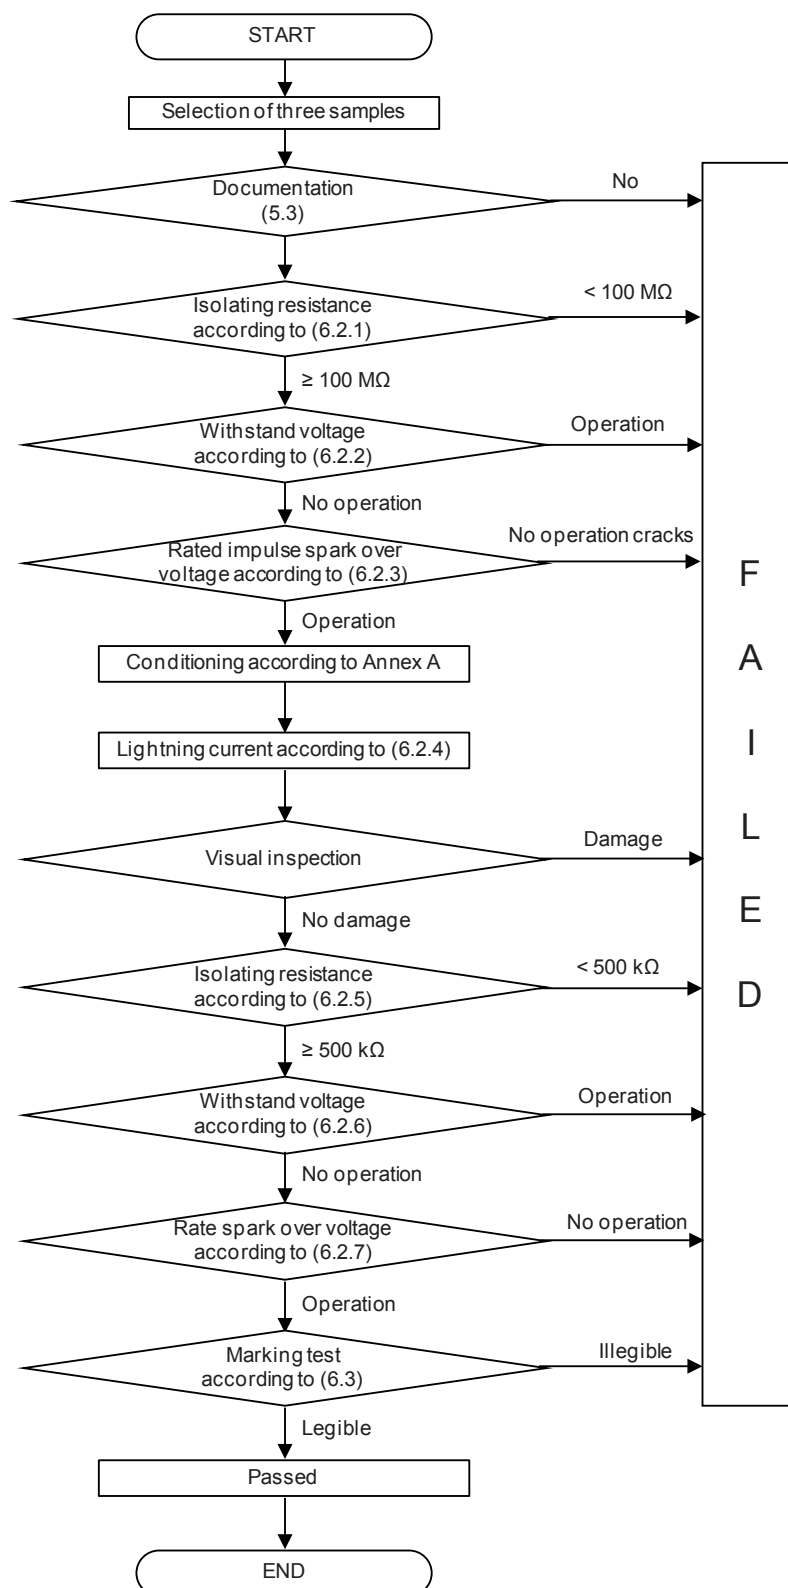 START
Selection of three samples
Documentation
(5.3)
No
Isolating resistance
according to (6.2.1)
< 100 MΩ
≥ 100 MΩ
Withstand voltage
according to (6.2.2)
Operation
No operation
Rated impulse spark over
voltage according to (6.2.3)
No operation cracks
Operation
Conditioning according to Annex A
Lightning current according to (6.2.4)
Visual inspection
Damage
No damage
Isolating resistance
according to (6.2.5)
< 500 kΩ
≥ 500 kΩ
Withstand voltage
according to (6.2.6)
Operation
No operation
Rate spark over voltage
according to (6.2.7)
No operation
Operation
Marking test
according to (6.3)
Illegible
Legible
Passed
END
F
A
I
L
E
D